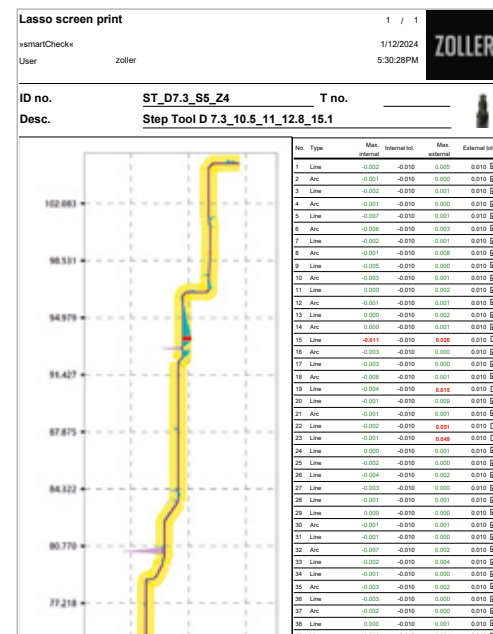 Lasso screen print
1 / 1
»smartCheck«
1/12/2024
User zoller
5:30:28PM
ZOLLER
ID no. ST_D7.3_S5_Z4 T no.
Desc. Step Tool D 7.3_10.5_11_12.8_15.1
No. Type Max. internal Internal tol. Max. external External tol
1 Line -0.002 -0.010 0.005 0.010
2 Arc -0.001 -0.010 0.000 0.010
3 Line -0.002 -0.010 0.001 0.010
4 Arc -0.001 -0.010 0.000 0.010
5 Line -0.007 -0.010 0.001 0.010
6 Arc -0.008 -0.010 0.003 0.010
7 Line -0.002 -0.010 0.001 0.010
8 Arc -0.001 -0.010 0.008 0.010
9 Line -0.005 -0.010 0.000 0.010
10 Arc -0.003 -0.010 0.001 0.010
11 Line 0.000 -0.010 0.002 0.010
12 Arc -0.001 -0.010 0.001 0.010
13 Line 0.000 -0.010 0.002 0.010
14 Arc 0.000 -0.010 0.001 0.010
15 Line -0.011 -0.010 0.026 0.010
16 Arc -0.003 -0.010 0.000 0.010
17 Line -0.003 -0.010 0.000 0.010
18 Arc -0.008 -0.010 0.001 0.010
19 Line -0.004 -0.010 0.015 0.010
20 Line -0.001 -0.010 0.009 0.010
21 Arc -0.001 -0.010 0.001 0.010
22 Line -0.002 -0.010 0.051 0.010
23 Line -0.001 -0.010 0.049 0.010
24 Line 0.000 -0.010 0.001 0.010
25 Line -0.002 -0.010 0.000 0.010
26 Line -0.004 -0.010 0.002 0.010
27 Line -0.003 -0.010 0.000 0.010
28 Line -0.001 -0.010 0.001 0.010
29 Line 0.000 -0.010 0.000 0.010
30 Arc -0.001 -0.010 0.001 0.010
31 Line -0.001 -0.010 0.000 0.010
32 Arc -0.007 -0.010 0.002 0.010
33 Line -0.002 -0.010 0.004 0.010
34 Line -0.001 -0.010 0.000 0.010
35 Arc -0.003 -0.010 0.002 0.010
36 Line -0.003 -0.010 0.000 0.010
37 Arc -0.002 -0.010 0.000 0.010
38 Line 0.000 -0.010 0.001 0.010
102.083
98.531
94.979
91.427
87.875
84.322
80.770
77.218